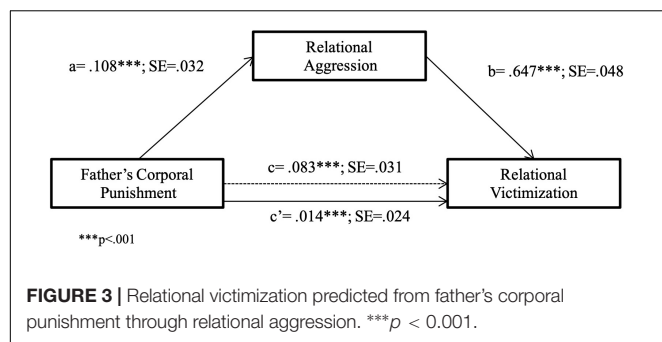 Relational
Aggression
a= .108***; SE=.032
b= .647***; SE=.048
Father's Corporal
Punishment
c= .083***; SE=.031
c'= .014***; SE=.024
Relational
Victimization
***p<.001
FIGURE 3 | Relational victimization predicted from father's corporal
punishment through relational aggression. ***p < 0.001.